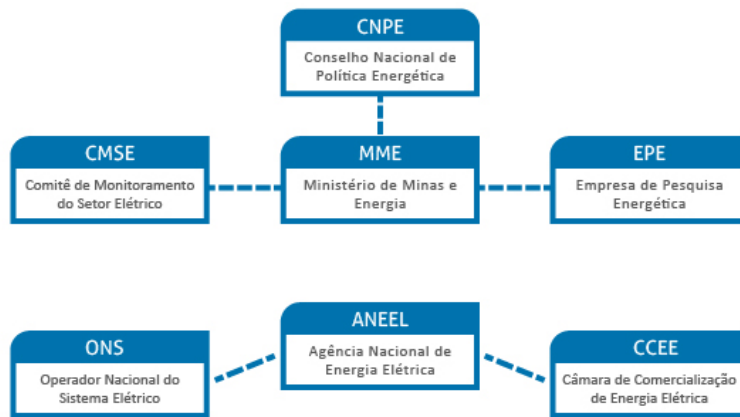 CNPE
Conselho Nacional de
Política Energética
CMSE
Comitê de Monitoramento
do Setor Elétrico
MME
Ministério de Minas e
Energia
EPE
Empresa de Pesquisa
Energética
ONS
Operador Nacional do
Sistema Elétrico
ANEEL
Agência Nacional de
Energia Elétrica
CCEE
Câmara de Comercialização
de Energia Elétrica